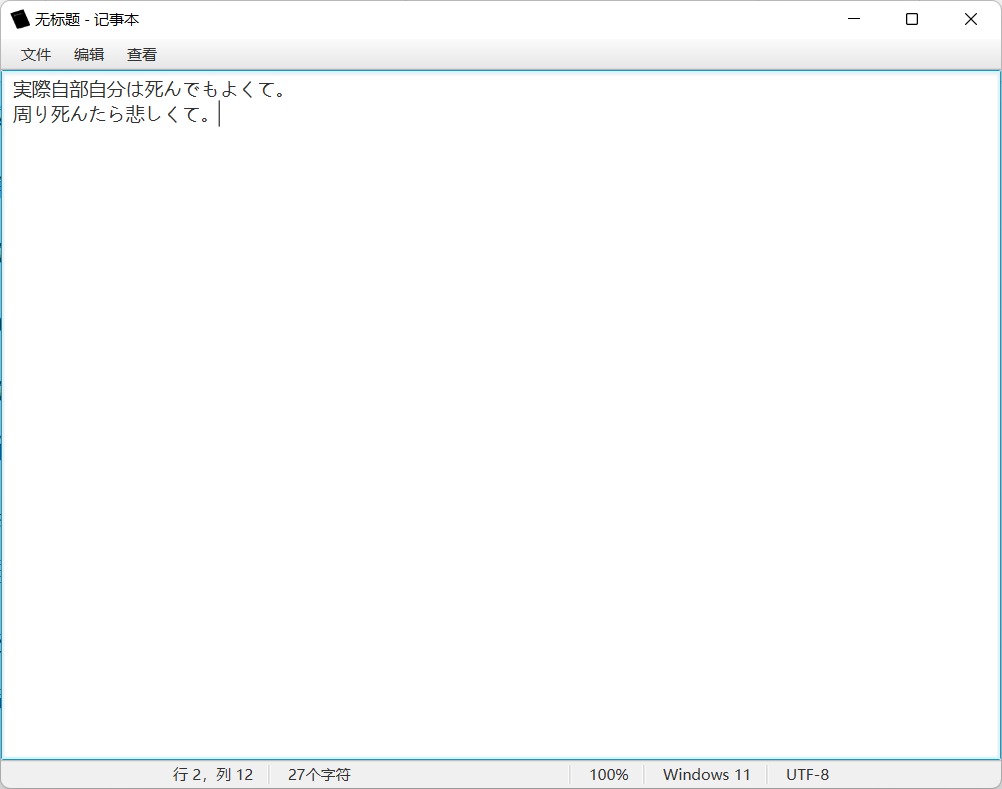 无标题 - 记事本
文件 编辑 查看
実際自部自分は死んでもよくて。
周り死んたら悲しくて。
行 2，列 12 27个字符 100% Windows 11 UTF-8